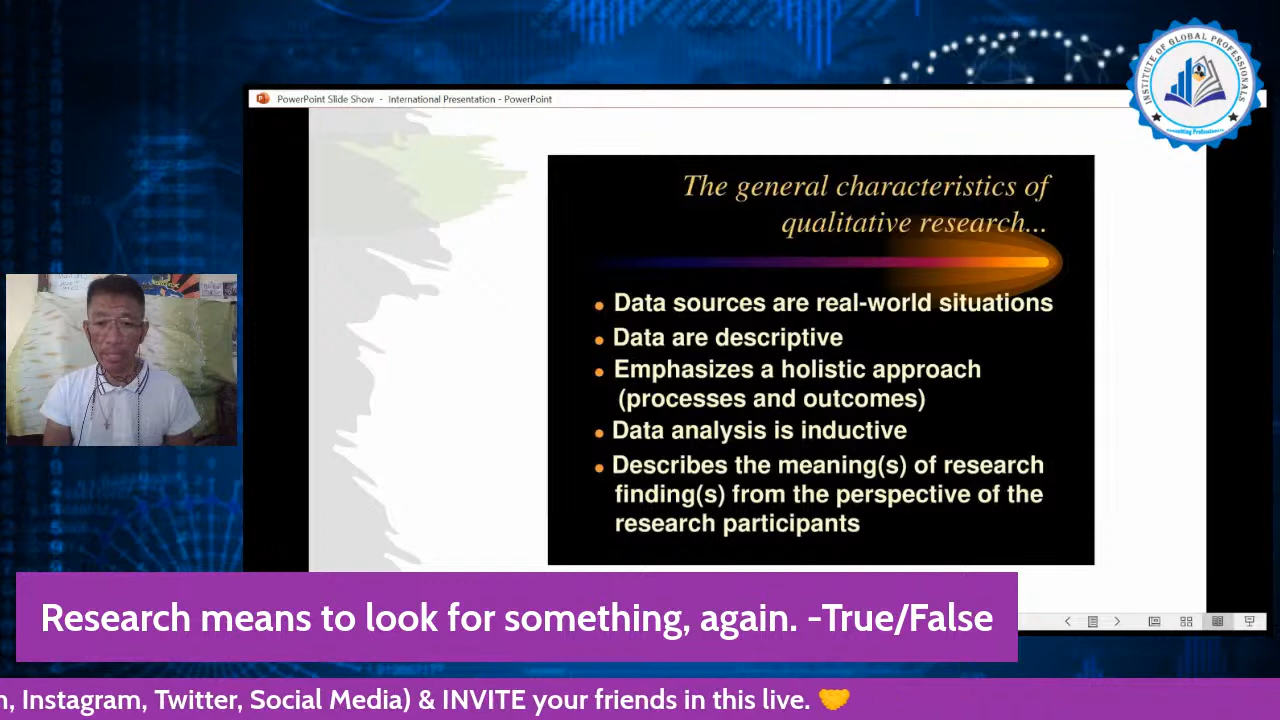 INSTITUTE OF GLOBAL PROFESSIONALS
Consulting Professionals
PowerPoint Slide Show - International Presentation - PowerPoint
The general characteristics of
qualitative research...
• Data sources are real-world situations
• Data are descriptive
• Emphasizes a holistic approach
(processes and outcomes)
• Data analysis is inductive
• Describes the meaning(s) of research
finding(s) from the perspective of the
research participants
Research means to look for something, again. -True/False
, Instagram, Twitter, Social Media) & INVITE your friends in this live. 🤝